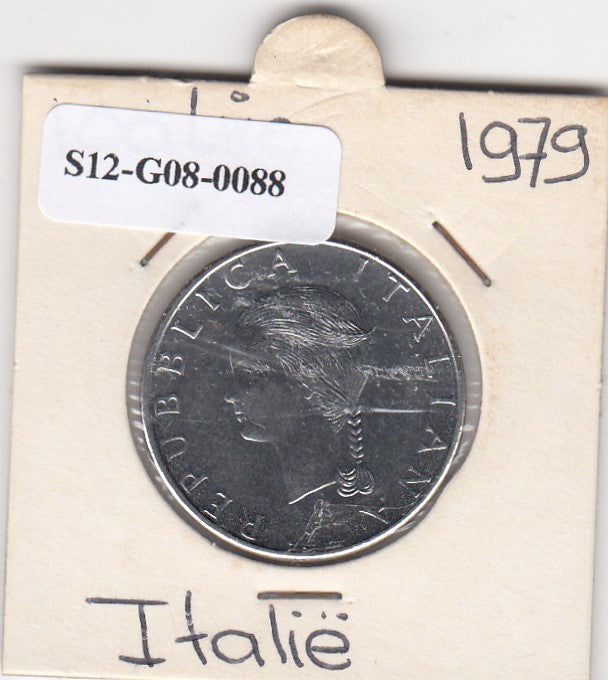 1979
S12-G08-0088
REPUBBLICA ITALIANA
Italië